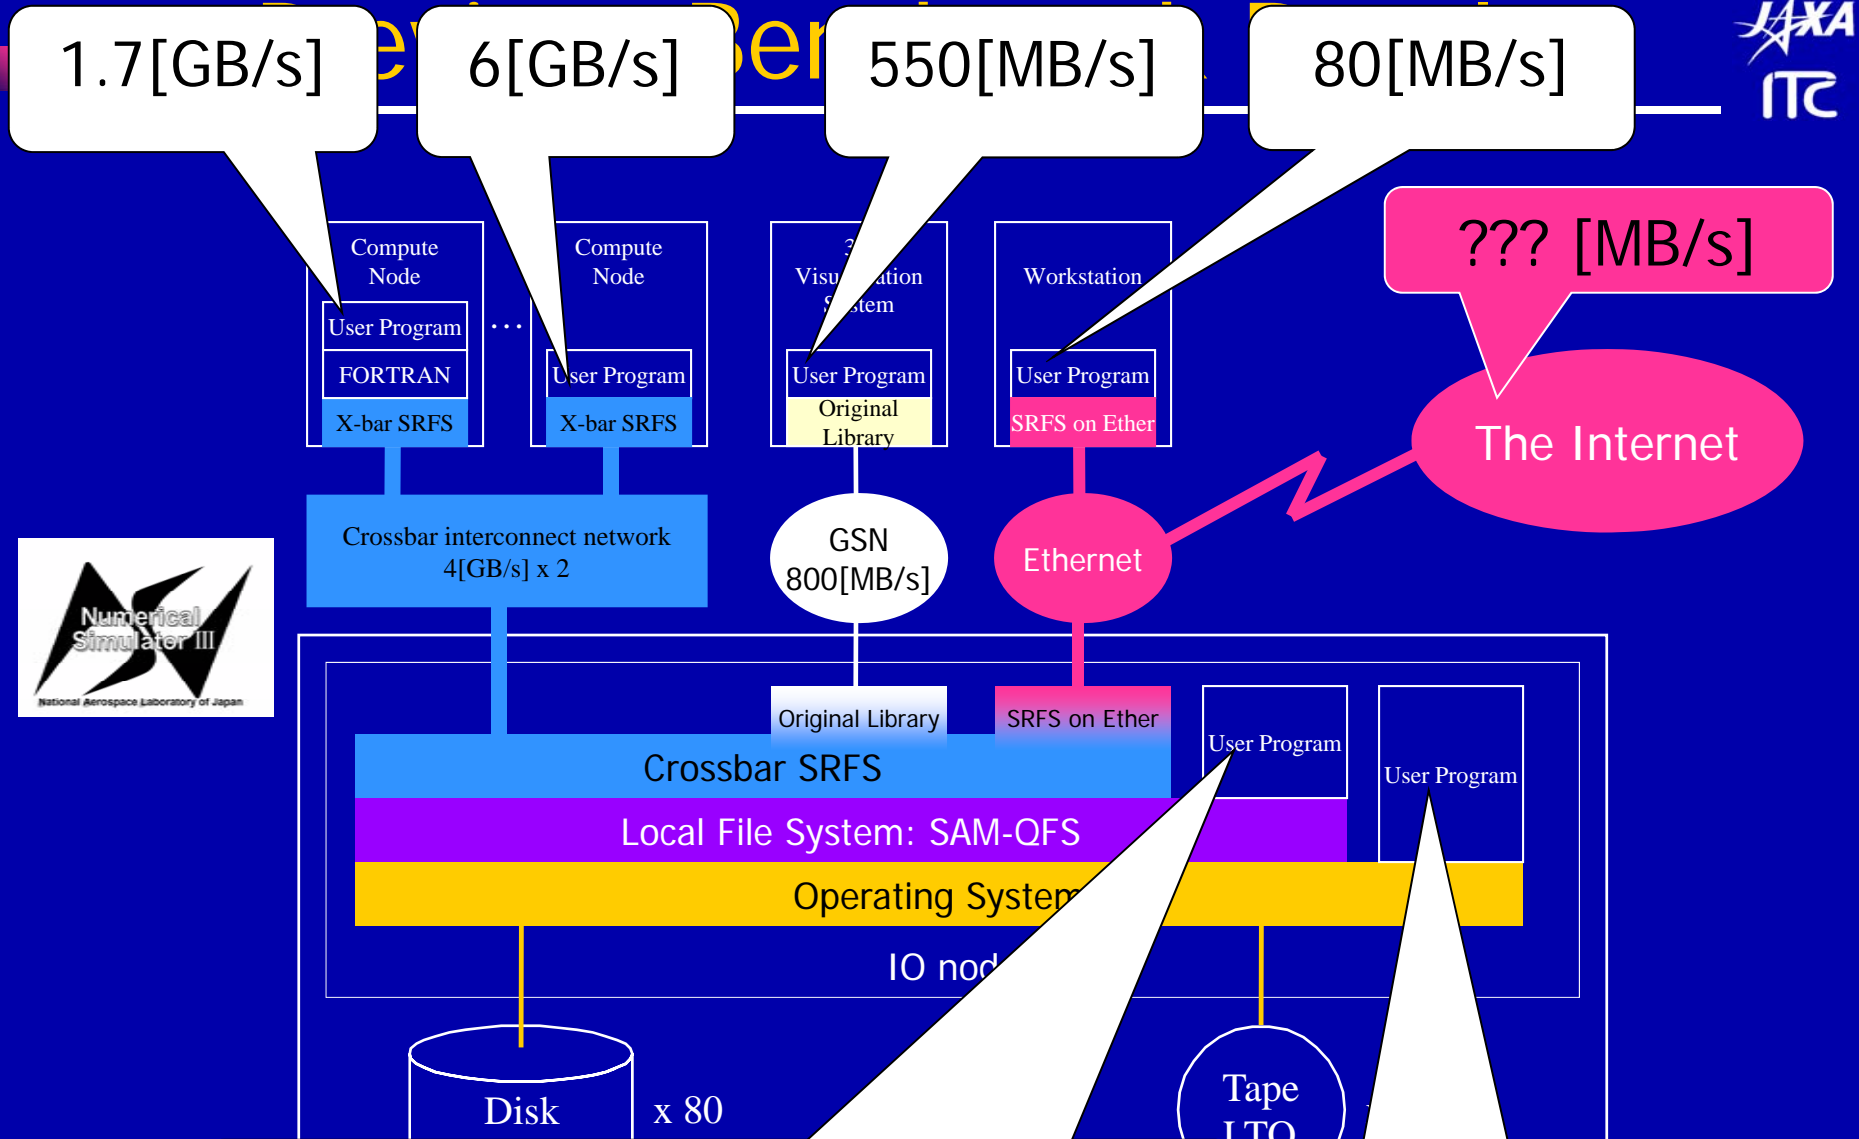 1.7[GB/s]
6[GB/s]
550[MB/s]
80[MB/s]
JAXA
ITC
??? [MB/s]
Compute
Node
User Program
FORTRAN
X-bar SRFS
...
Compute
Node
User Program
X-bar SRFS
User Program
Original
Library
Workstation
User Program
SRFS on Ether
The Internet
Crossbar interconnect network
4[GB/s] x 2
GSN
800[MB/s]
Ethernet
Numerical
Simulator III
National Aerospace Laboratory of Japan
Original Library
SRFS on Ether
User Program
User Program
Crossbar SRFS
Local File System: SAM-QFS
Operating System
IO
Disk
x 80
Tape
LTO